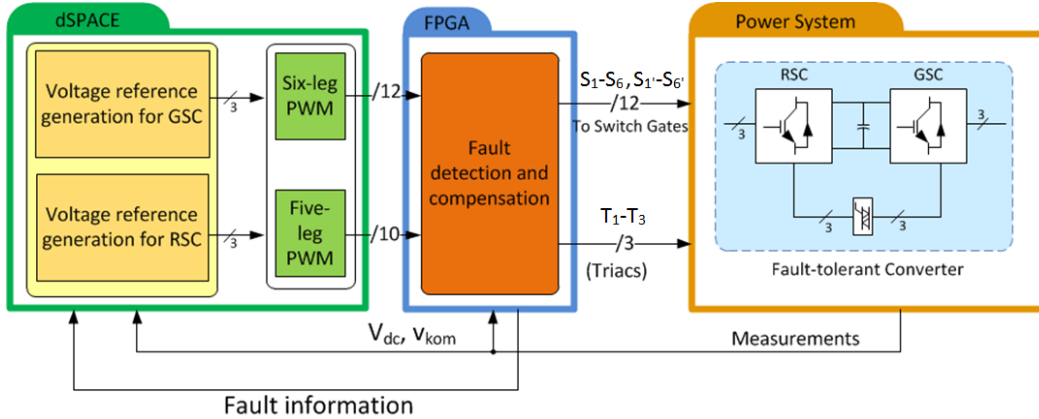 dSPACE
Voltage reference
generation for GSC
3
Voltage reference
generation for RSC
3
Six-leg
PWM
12
Five-
leg
PWM
10
FPGA
Fault
detection and
compensation
S1-S6, S1'-S6'
12
To Switch Gates
T1-T3
3
(Triacs)
Power System
RSC
GSC
3
3
3
3
Fault-tolerant Converter
Vdc, vkom
Measurements
Fault information